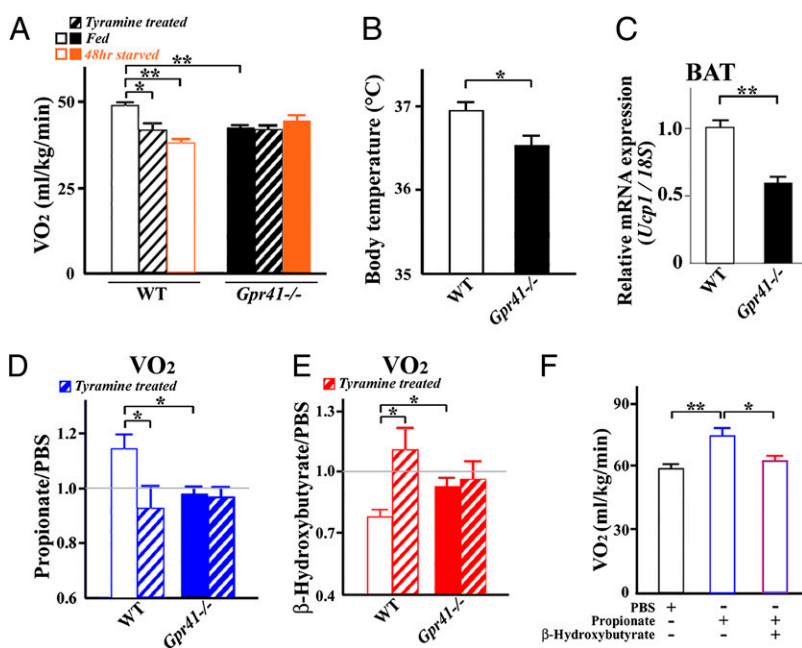 A
Tyramine treated
Fed
48hr starved
**
**
*
VO2 (ml/kg/min)
50
25
0
WT
Gpr41-/-
B
*
Body temperature (°C)
37
36
35
WT
Gpr41-/-
C
BAT
**
Relative mRNA expression
(Ucp1 / 18S)
1.0
0.5
0
WT
Gpr41-/-
D
VO2
Tyramine treated
*
*
Propionate/PBS
1.2
1.0
0.8
0.6
WT
Gpr41-/-
E
VO2
Tyramine treated
*
*
β-Hydroxybutyrate/PBS
1.3
1.0
0.7
0.4
WT
Gpr41-/-
F
**
*
VO2 (ml/kg/min)
90
60
30
0
PBS + - -
Propionate - + +
β-Hydroxybutyrate - - +